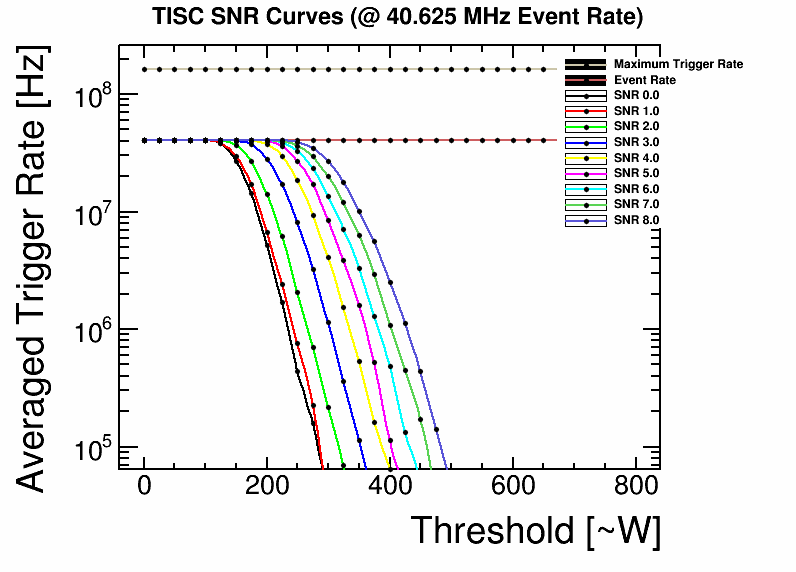 TISC SNR Curves (@ 40.625 MHz Event Rate)
Averaged Trigger Rate [Hz]
10^8
10^7
10^6
10^5
0 200 400 600 800
Threshold [~W]
Maximum Trigger Rate
Event Rate
SNR 0.0
SNR 1.0
SNR 2.0
SNR 3.0
SNR 4.0
SNR 5.0
SNR 6.0
SNR 7.0
SNR 8.0